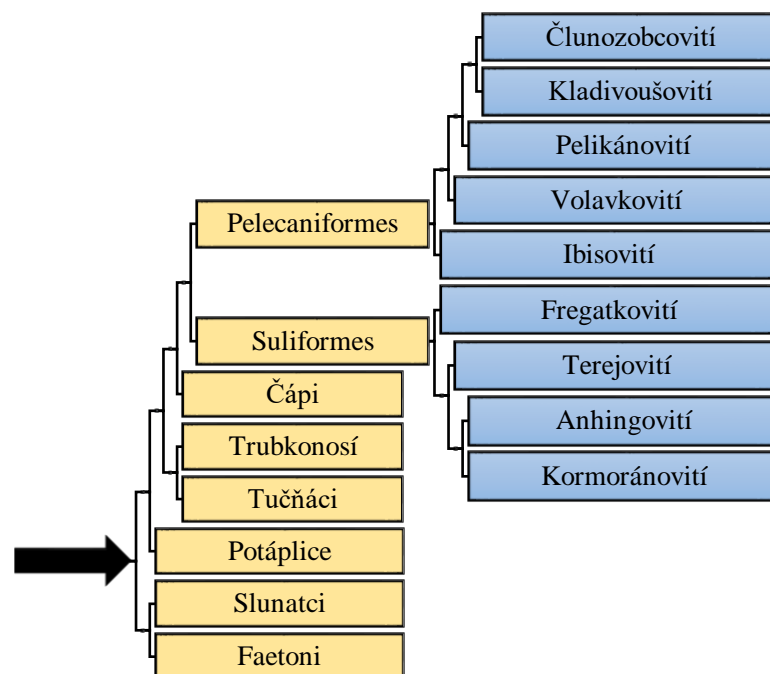 Člunozobcovití
Kladivoušovití
Pelikánovití
Pelecaniformes
Volavkovití
Ibisovití
Fregatkovití
Suliformes
Terejovití
Čápi
Anhingovití
Trubkonosí
Kormoránovití
Tučňáci
Potáplice
Slunatci
Faetoni